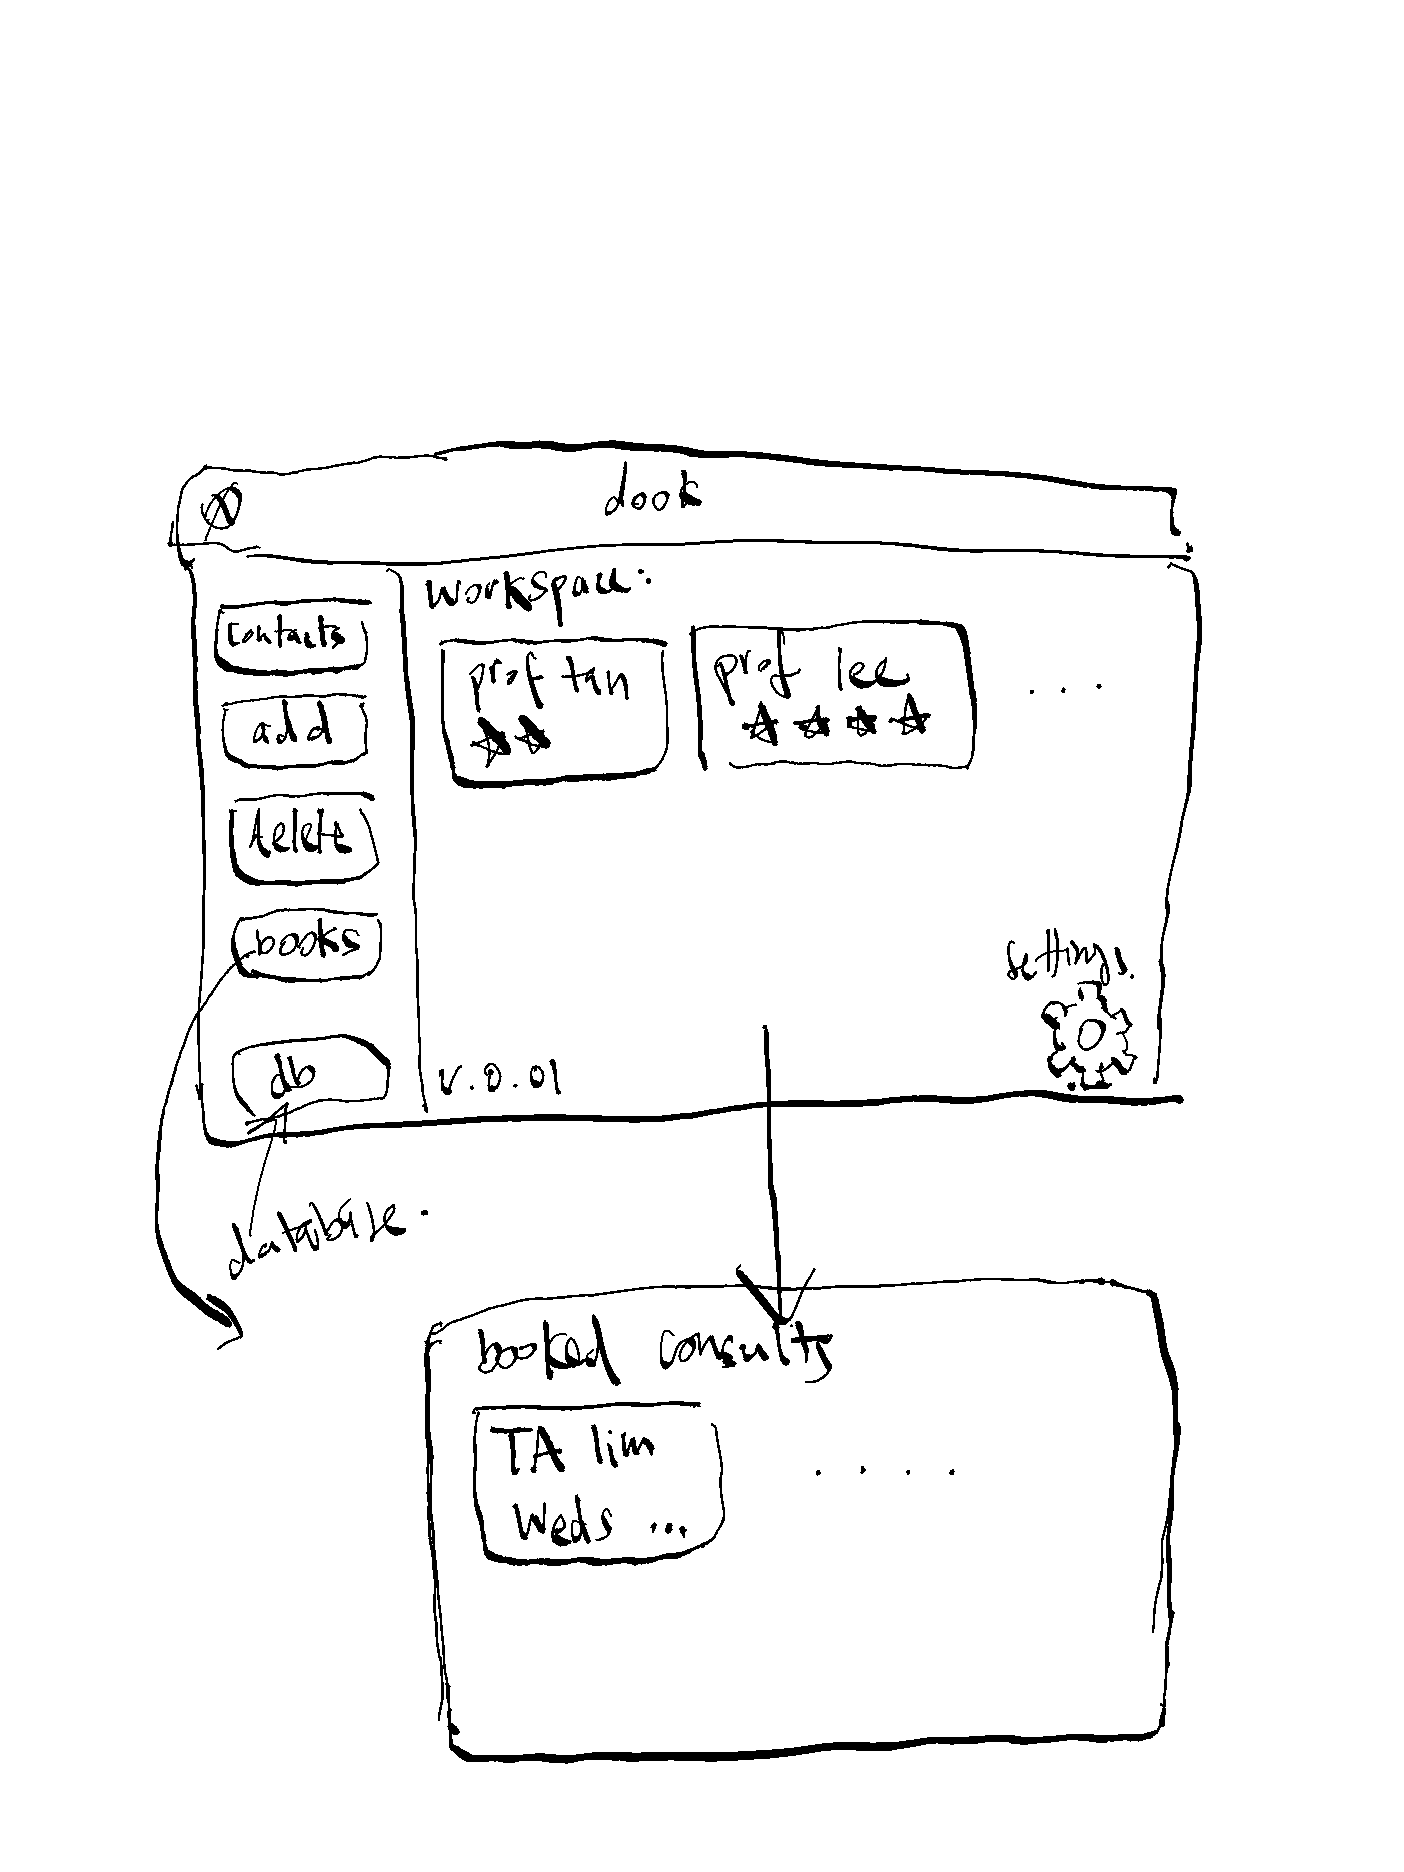 dook
workspace:
contacts
add
delete
books
db
prof tan
prof lee
. . .
settings.
v.0.01
database.
booked consults
TA lim
Weds ...
. . . .